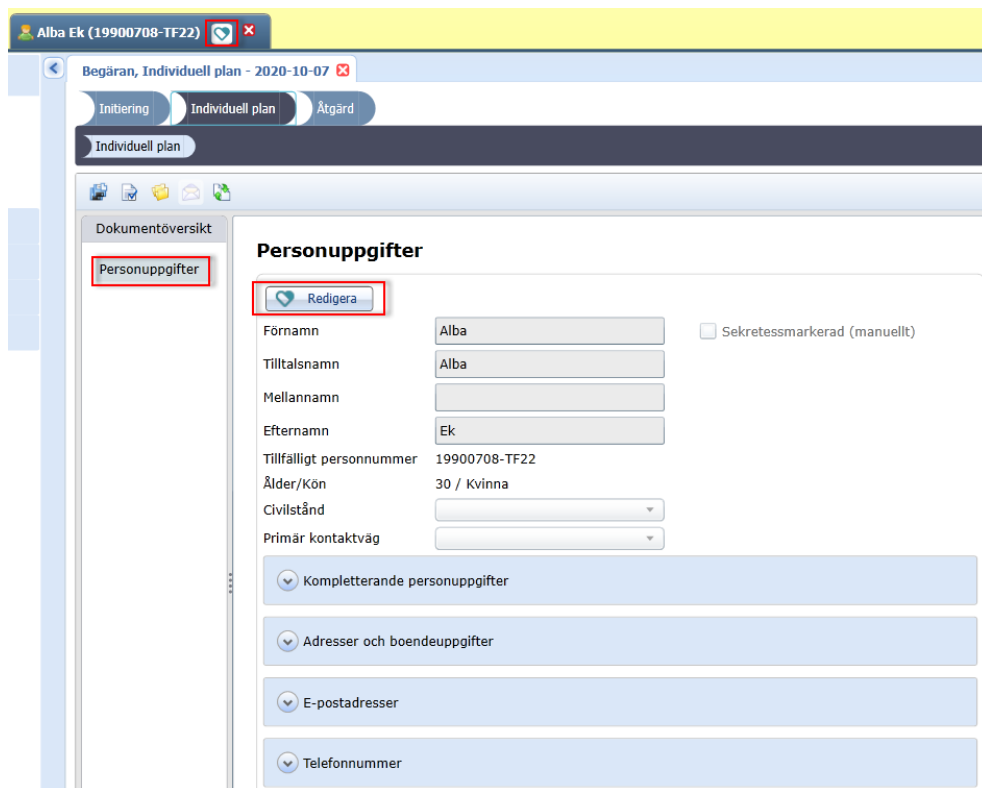 Alba Ek (19900708-TF22)
Begäran, Individuell plan - 2020-10-07
Initiering
Individuell plan
Åtgärd
Individuell plan
Dokumentöversikt
Personuppgifter
Personuppgifter
Redigera
Förnamn Alba Sekretessmarkerad (manuellt)
Tilltalsnamn Alba
Mellannamn
Efternamn Ek
Tillfälligt personnummer 19900708-TF22
Ålder/Kön 30 / Kvinna
Civilstånd
Primär kontaktväg
Kompletterande personuppgifter
Adresser och boendeuppgifter
E-postadresser
Telefonnummer